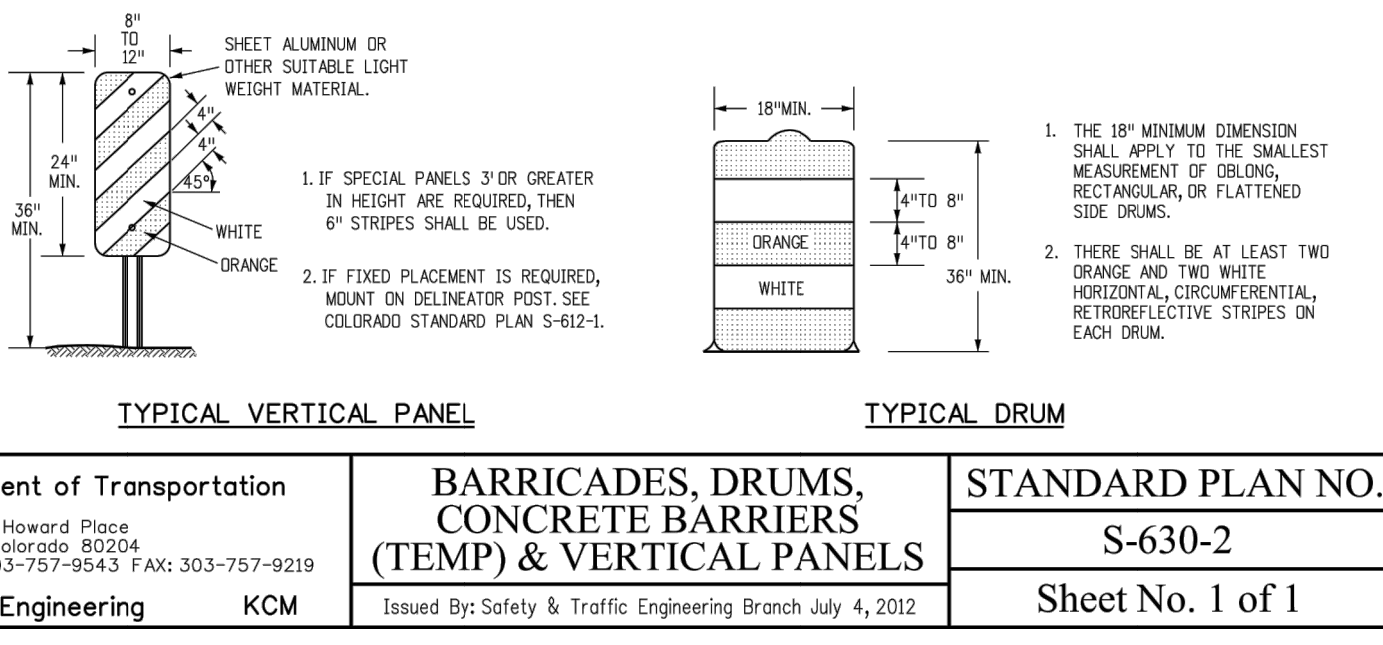 8"
TO
12"
SHEET ALUMINUM OR
OTHER SUITABLE LIGHT
WEIGHT MATERIAL.
4"
4"
45°
24"
MIN.
36"
MIN.
WHITE
ORANGE
1. IF SPECIAL PANELS 3' OR GREATER
IN HEIGHT ARE REQUIRED, THEN
6" STRIPES SHALL BE USED.
2. IF FIXED PLACEMENT IS REQUIRED,
MOUNT ON DELINEATOR POST. SEE
COLORADO STANDARD PLAN S-612-1.
TYPICAL VERTICAL PANEL
18"MIN.
4"TO 8"
ORANGE
4"TO 8"
WHITE
36" MIN.
1. THE 18" MINIMUM DIMENSION
SHALL APPLY TO THE SMALLEST
MEASUREMENT OF OBLONG,
RECTANGULAR, OR FLATTENED
SIDE DRUMS.
2. THERE SHALL BE AT LEAST TWO
ORANGE AND TWO WHITE
HORIZONTAL, CIRCUMFERENTIAL,
RETROREFLECTIVE STRIPES ON
EACH DRUM.
TYPICAL DRUM
ent of Transportation
Howard Place
olorado 80204
03-757-9543 FAX: 303-757-9219
Engineering KCM
BARRICADES, DRUMS,
CONCRETE BARRIERS
(TEMP) & VERTICAL PANELS
Issued By: Safety & Traffic Engineering Branch July 4, 2012
STANDARD PLAN NO.
S-630-2
Sheet No. 1 of 1